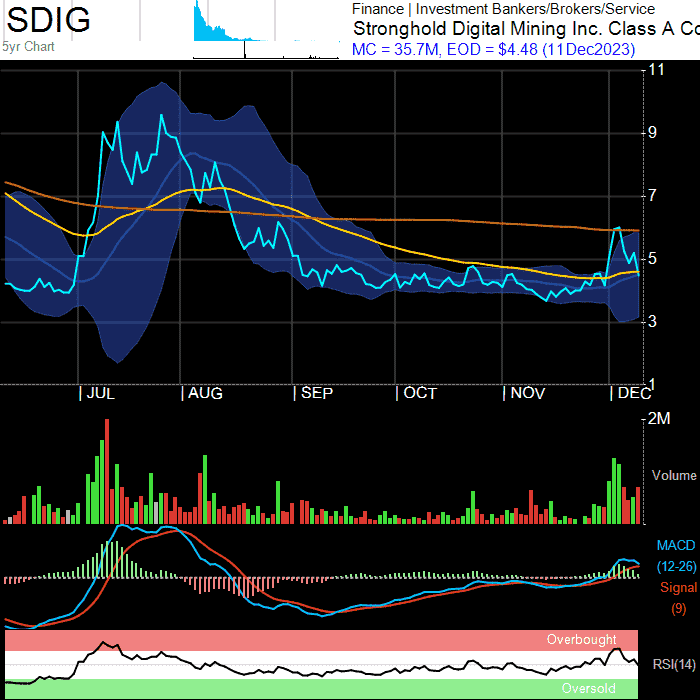 SDIG
5yr Chart
Finance | Investment Bankers/Brokers/Service
Stronghold Digital Mining Inc. Class A Co
MC = 35.7M, EOD = $4.48 (11Dec2023)
11
9
7
5
3
1
| JUL | AUG | SEP | OCT | NOV | DEC
2M
Volume
MACD
(12-26)
Signal
(9)
Overbought
RSI(14)
Oversold